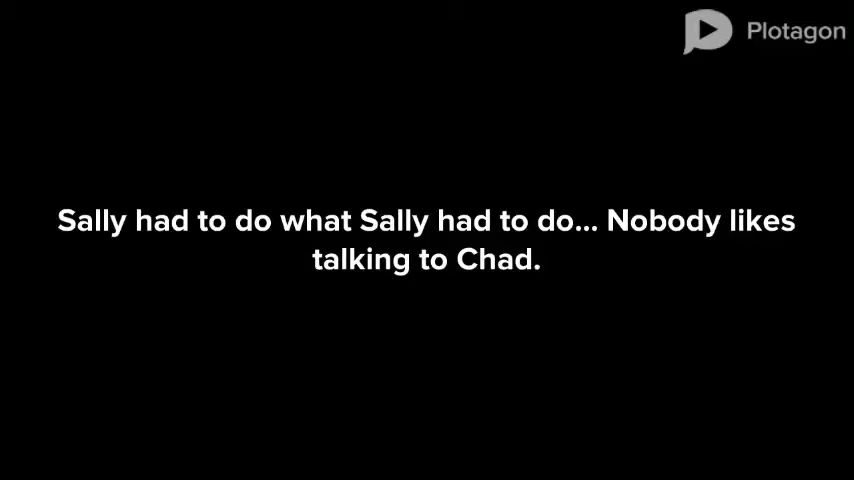 Plotagon
Sally had to do what Sally had to do... Nobody likes
talking to Chad.